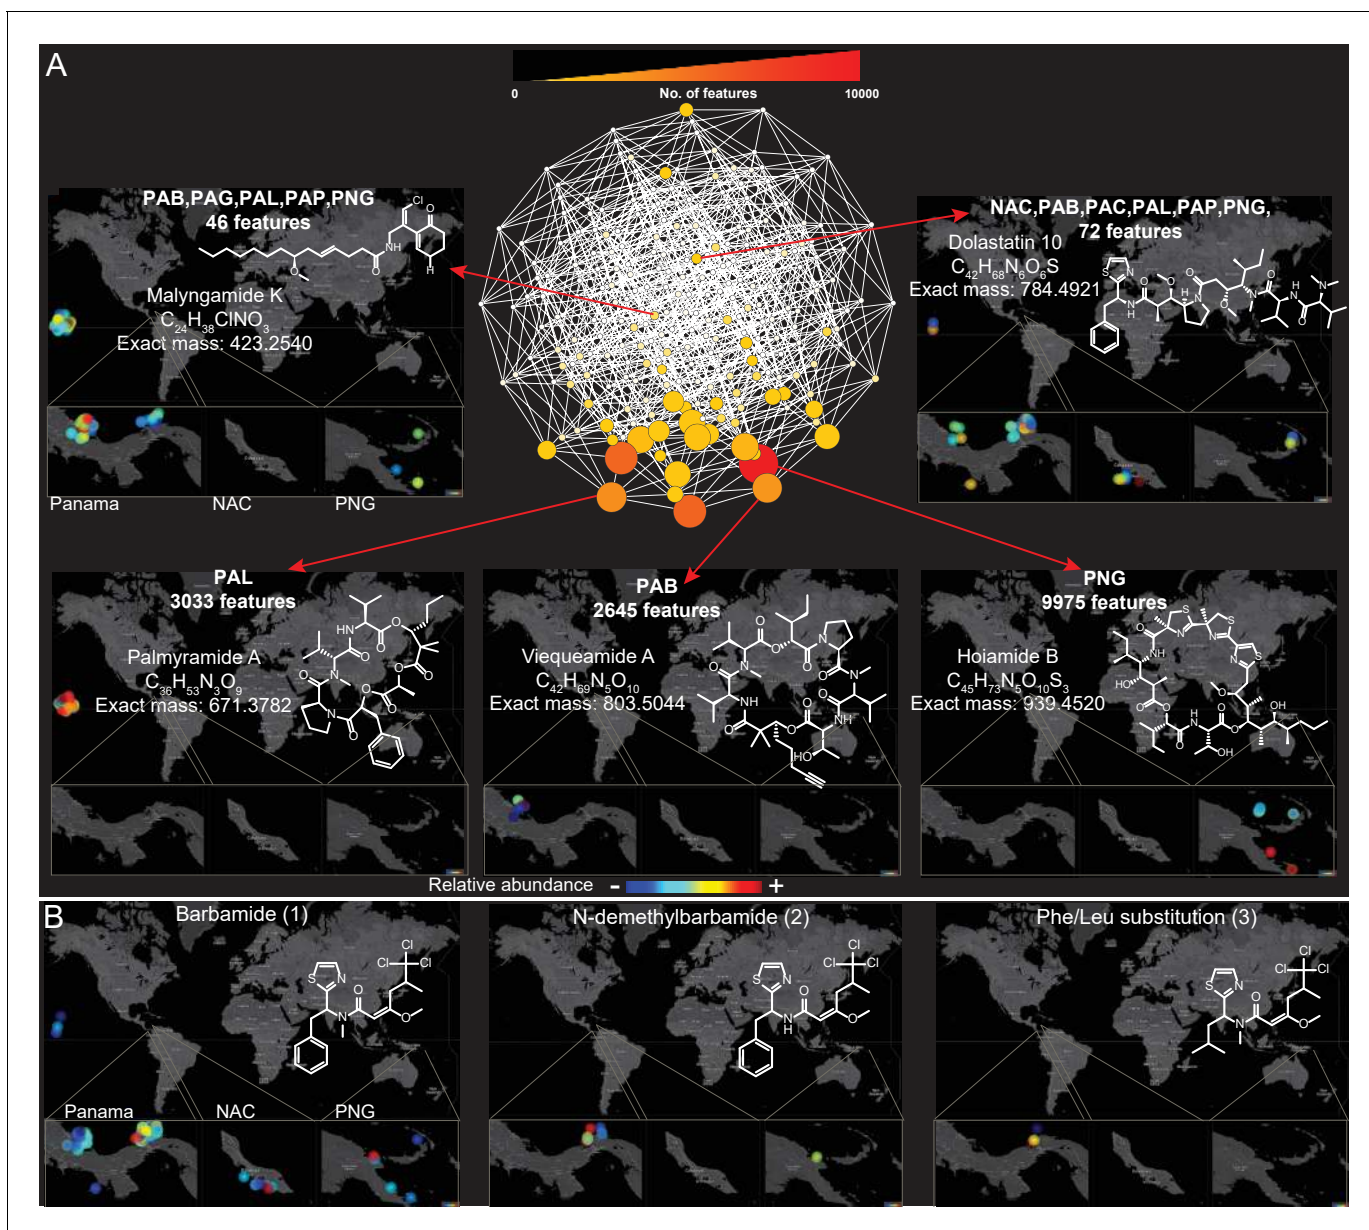 A
0 No. of features 10000
PAB,PAG,PAL,PAP,PNG
46 features
Malyngamide K
C24H38ClNO3
Exact mass: 423.2540
Cl
O
NH
O
O
H
Panama NAC PNG
NAC,PAB,PAC,PAL,PAP,PNG,
72 features
Dolastatin 10
C42H68N6O6S
Exact mass: 784.4921
PAL
3033 features
Palmyramide A
C36H53N3O9
Exact mass: 671.3782
PAB
2645 features
Viequeamide A
C42H69N5O10
Exact mass: 803.5044
PNG
9975 features
Hoiamide B
C45H73N5O10S3
Exact mass: 939.4520
Relative abundance - +
B
Barbamide (1)
N-demethylbarbamide (2)
Phe/Leu substitution (3)
Panama NAC PNG